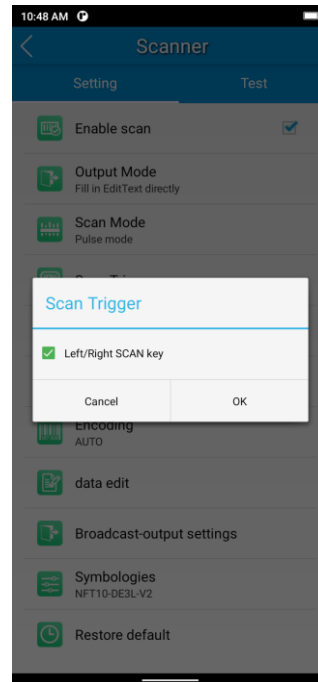 10:48 AM
Scanner
Setting
Test
Enable scan
Output Mode
Fill in EditText directly
Scan Mode
Pulse mode
Scan Trigger
Left/Right SCAN key
Cancel
OK
Encoding
AUTO
data edit
Broadcast-output settings
Symbologies
NFT10-DE3L-V2
Restore default